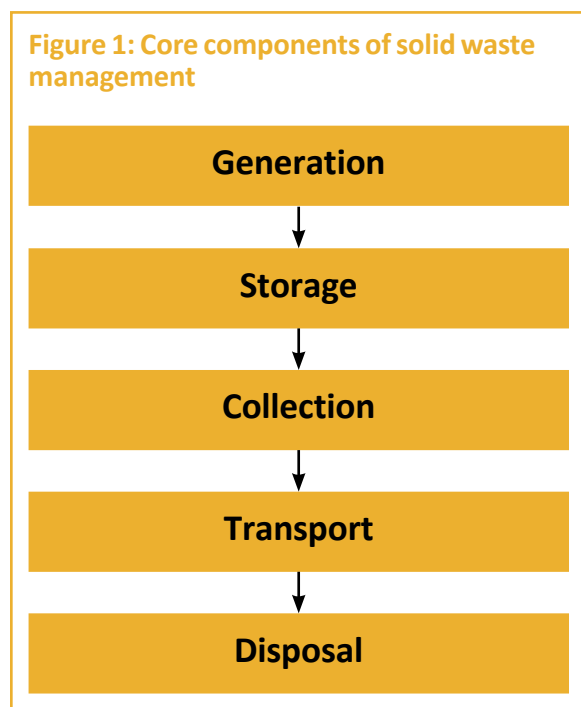 Figure 1: Core components of solid waste
management
Generation
Storage
Collection
Transport
Disposal